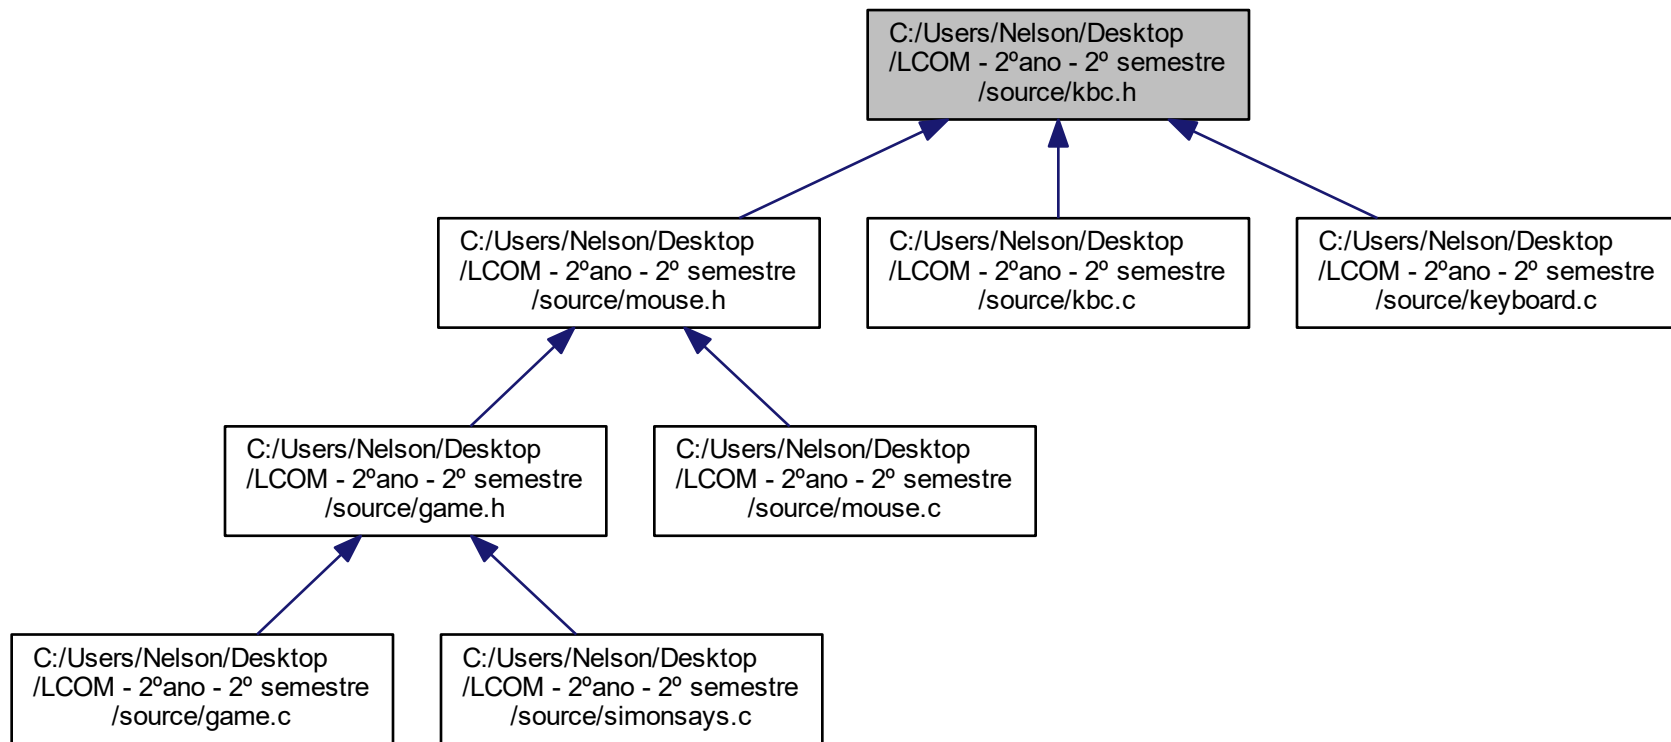 C:/Users/Nelson/Desktop
/LCOM - 2ºano - 2º semestre
/source/kbc.h
C:/Users/Nelson/Desktop
/LCOM - 2ºano - 2º semestre
/source/mouse.h
C:/Users/Nelson/Desktop
/LCOM - 2ºano - 2º semestre
/source/kbc.c
C:/Users/Nelson/Desktop
/LCOM - 2ºano - 2º semestre
/source/keyboard.c
C:/Users/Nelson/Desktop
/LCOM - 2ºano - 2º semestre
/source/game.h
C:/Users/Nelson/Desktop
/LCOM - 2ºano - 2º semestre
/source/mouse.c
C:/Users/Nelson/Desktop
/LCOM - 2ºano - 2º semestre
/source/game.c
C:/Users/Nelson/Desktop
/LCOM - 2ºano - 2º semestre
/source/simonsays.c